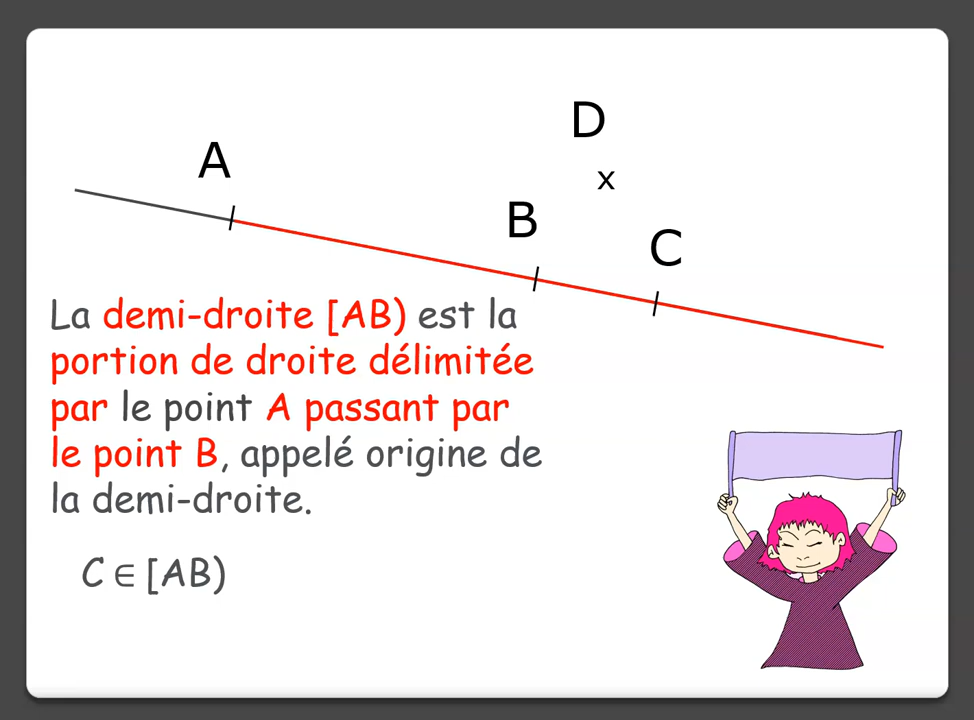 D
A
x
B
C
La demi-droite [AB) est la
portion de droite délimitée
par le point A passant par
le point B, appelé origine de
la demi-droite.
C ∈ [AB)